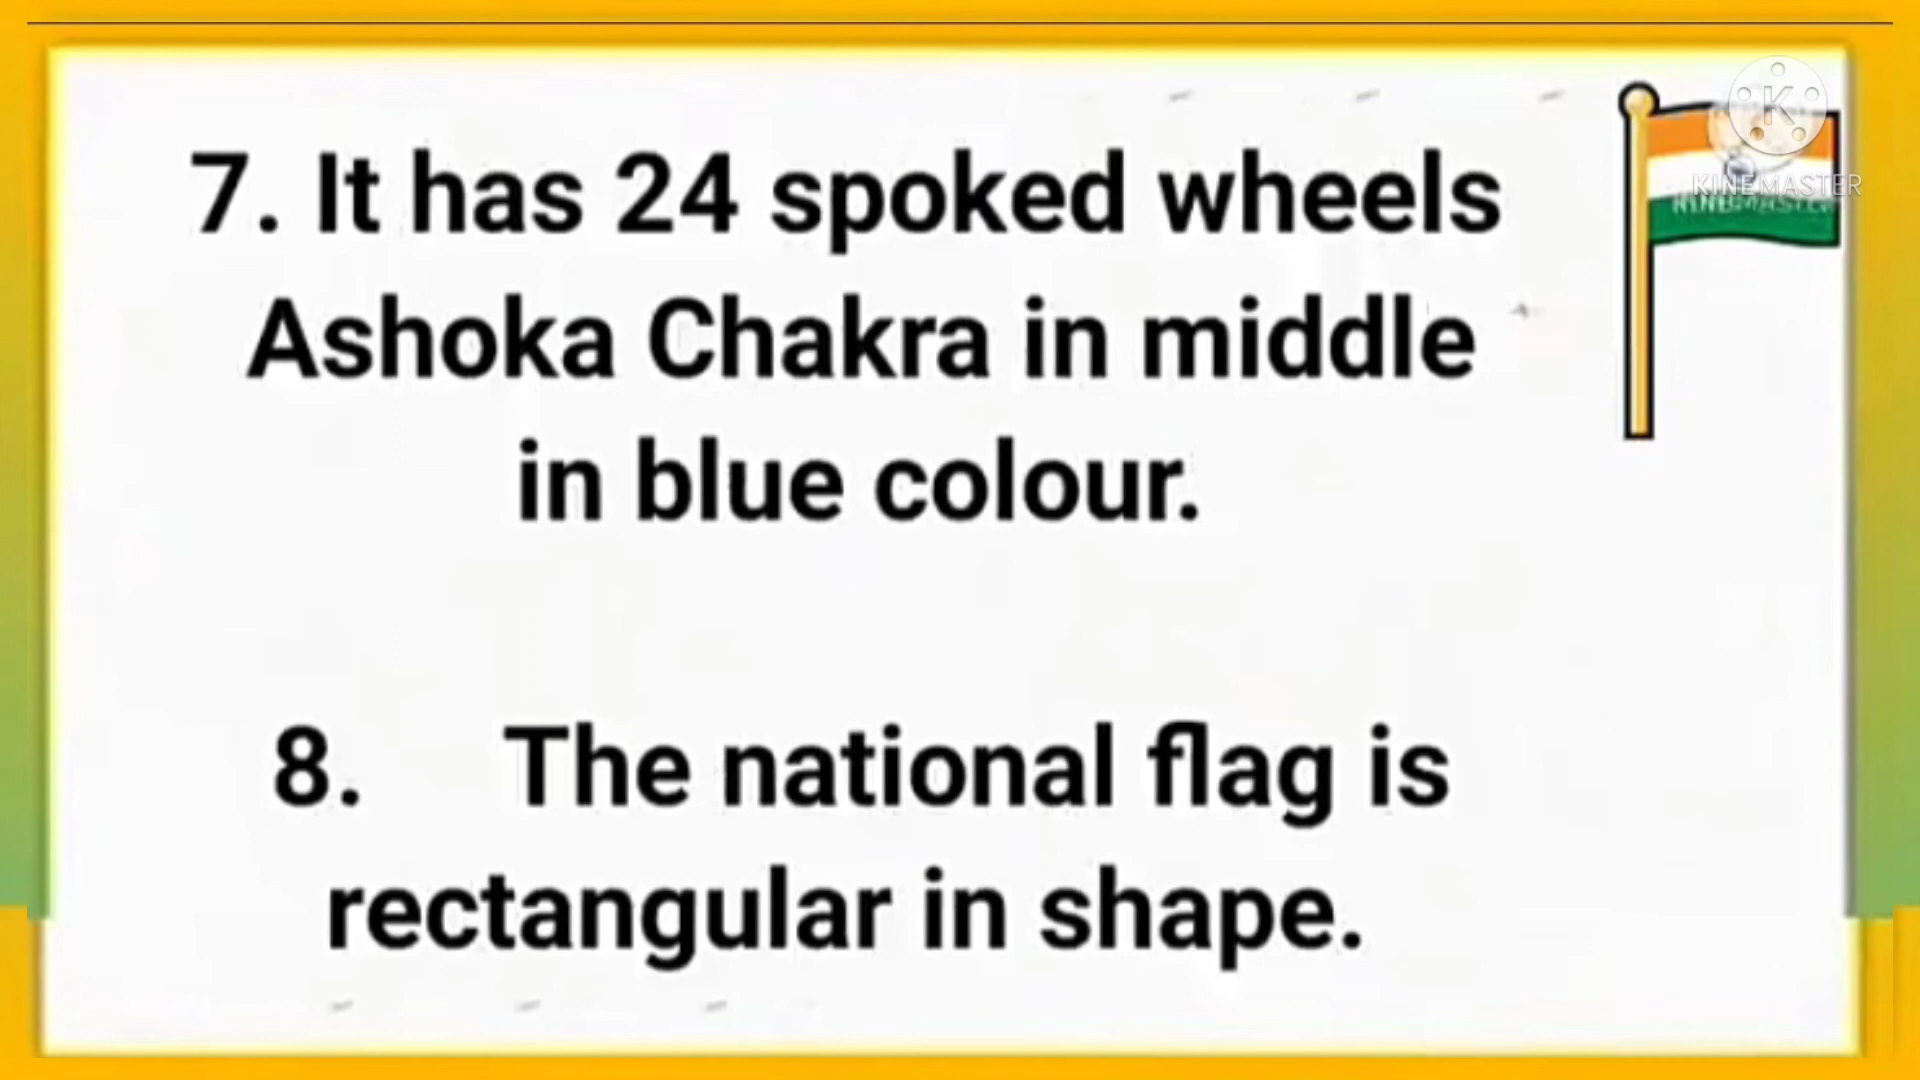 7. It has 24 spoked wheels
Ashoka Chakra in middle
in blue colour.
8. The national flag is
rectangular in shape.
K
KINEMASTER
KINEMASTER